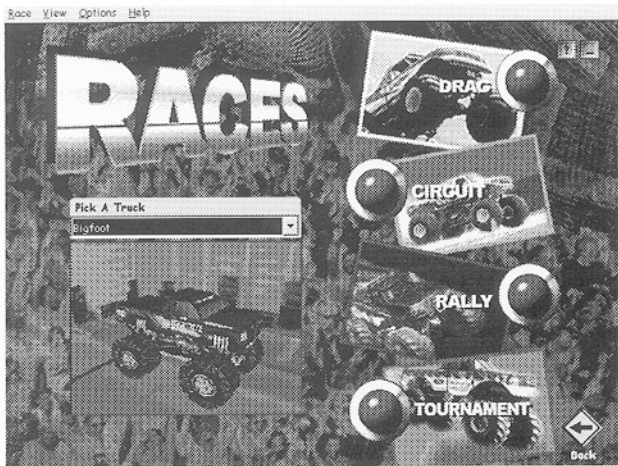 Race View Options Help
RACES
DRAG
CIRCUIT
Pick A Truck
Bigfoot
RALLY
TOURNAMENT
Back